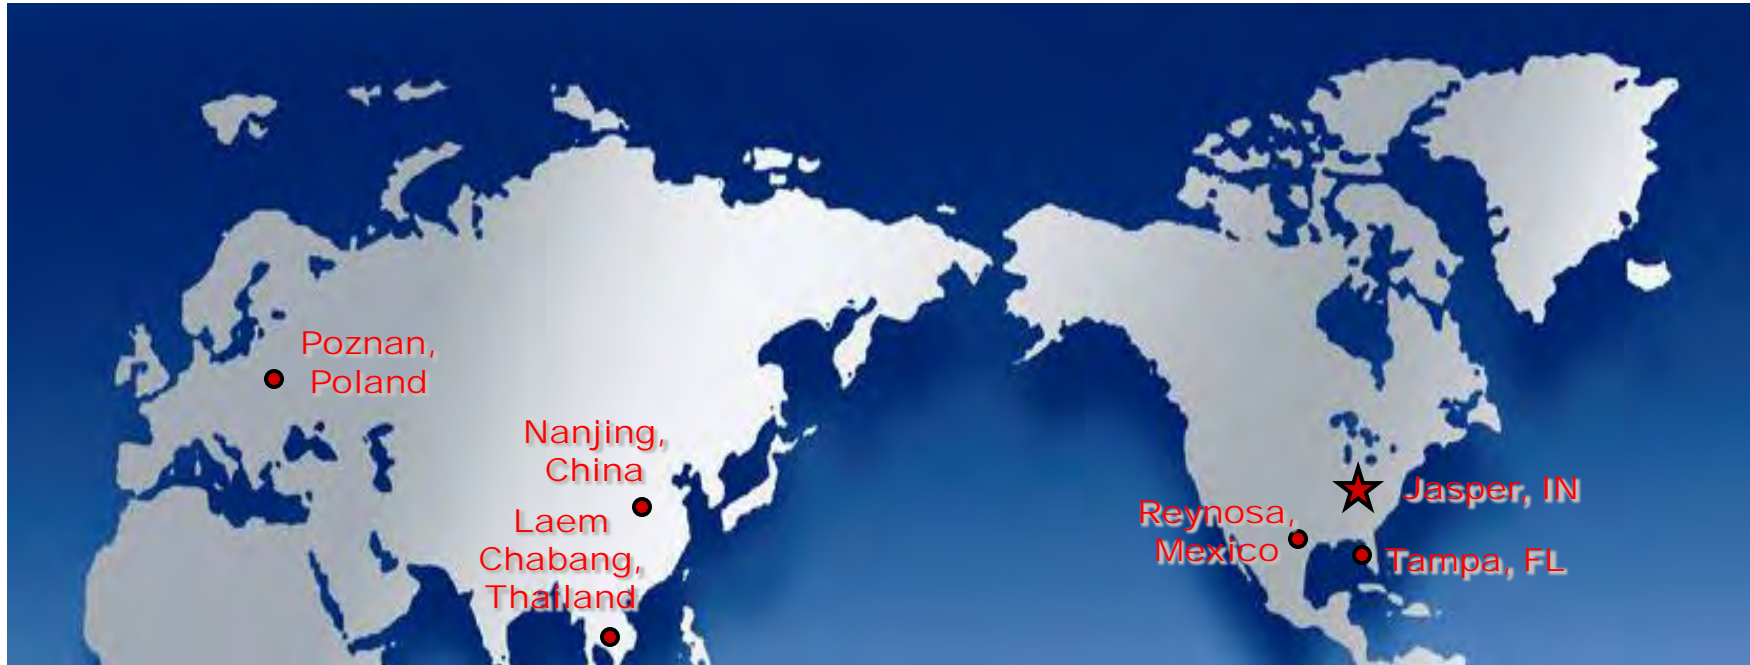 Poznan,
Poland
Nanjing,
China
Laem
Chabang,
Thailand
Reynosa,
Mexico
Jasper, IN
Tampa, FL